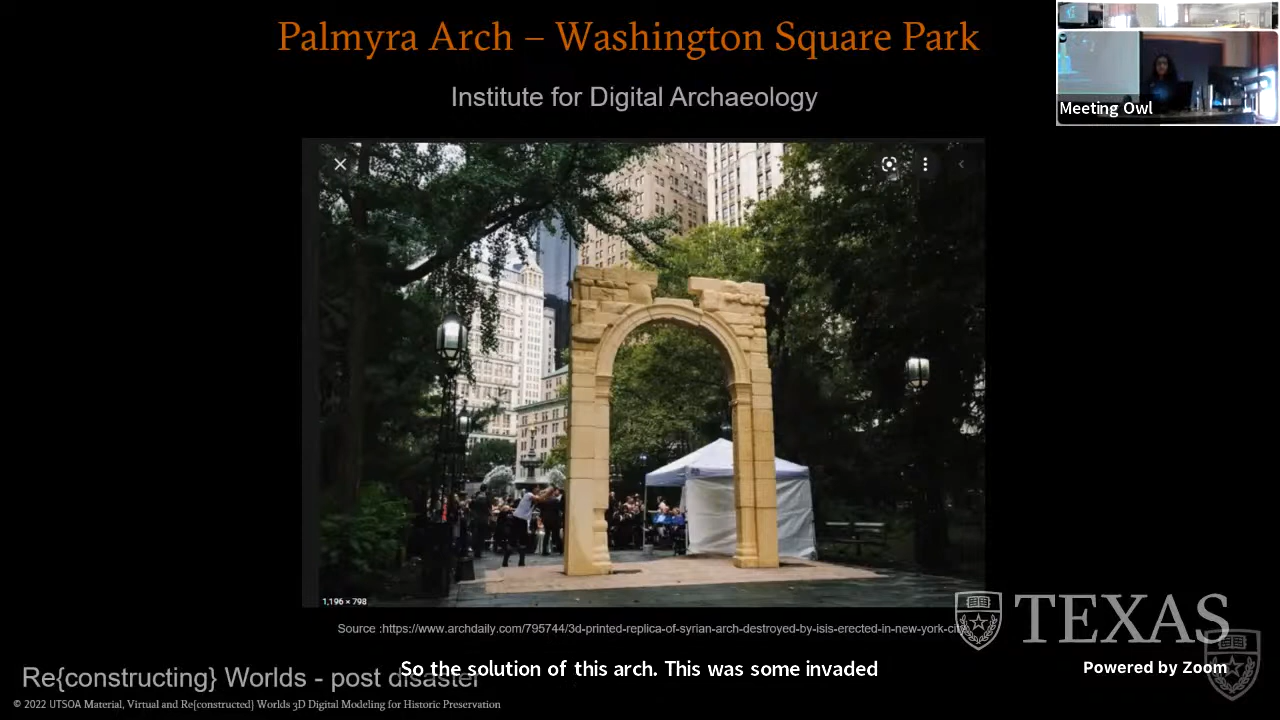 Palmyra Arch – Washington Square Park
Institute for Digital Archaeology
Meeting Owl
1,196 × 798
Source :https://www.archdaily.com/795744/3d-printed-replica-of-syrian-arch-destroyed-by-isis-erected-in-new-york-city
TEXAS
So the solution of this arch. This was some invaded
Powered by Zoom
Re{constructing} Worlds - post disaster
© 2022 UTSOA Material, Virtual and Re{constructed} Worlds 3D Digital Modeling for Historic Preservation